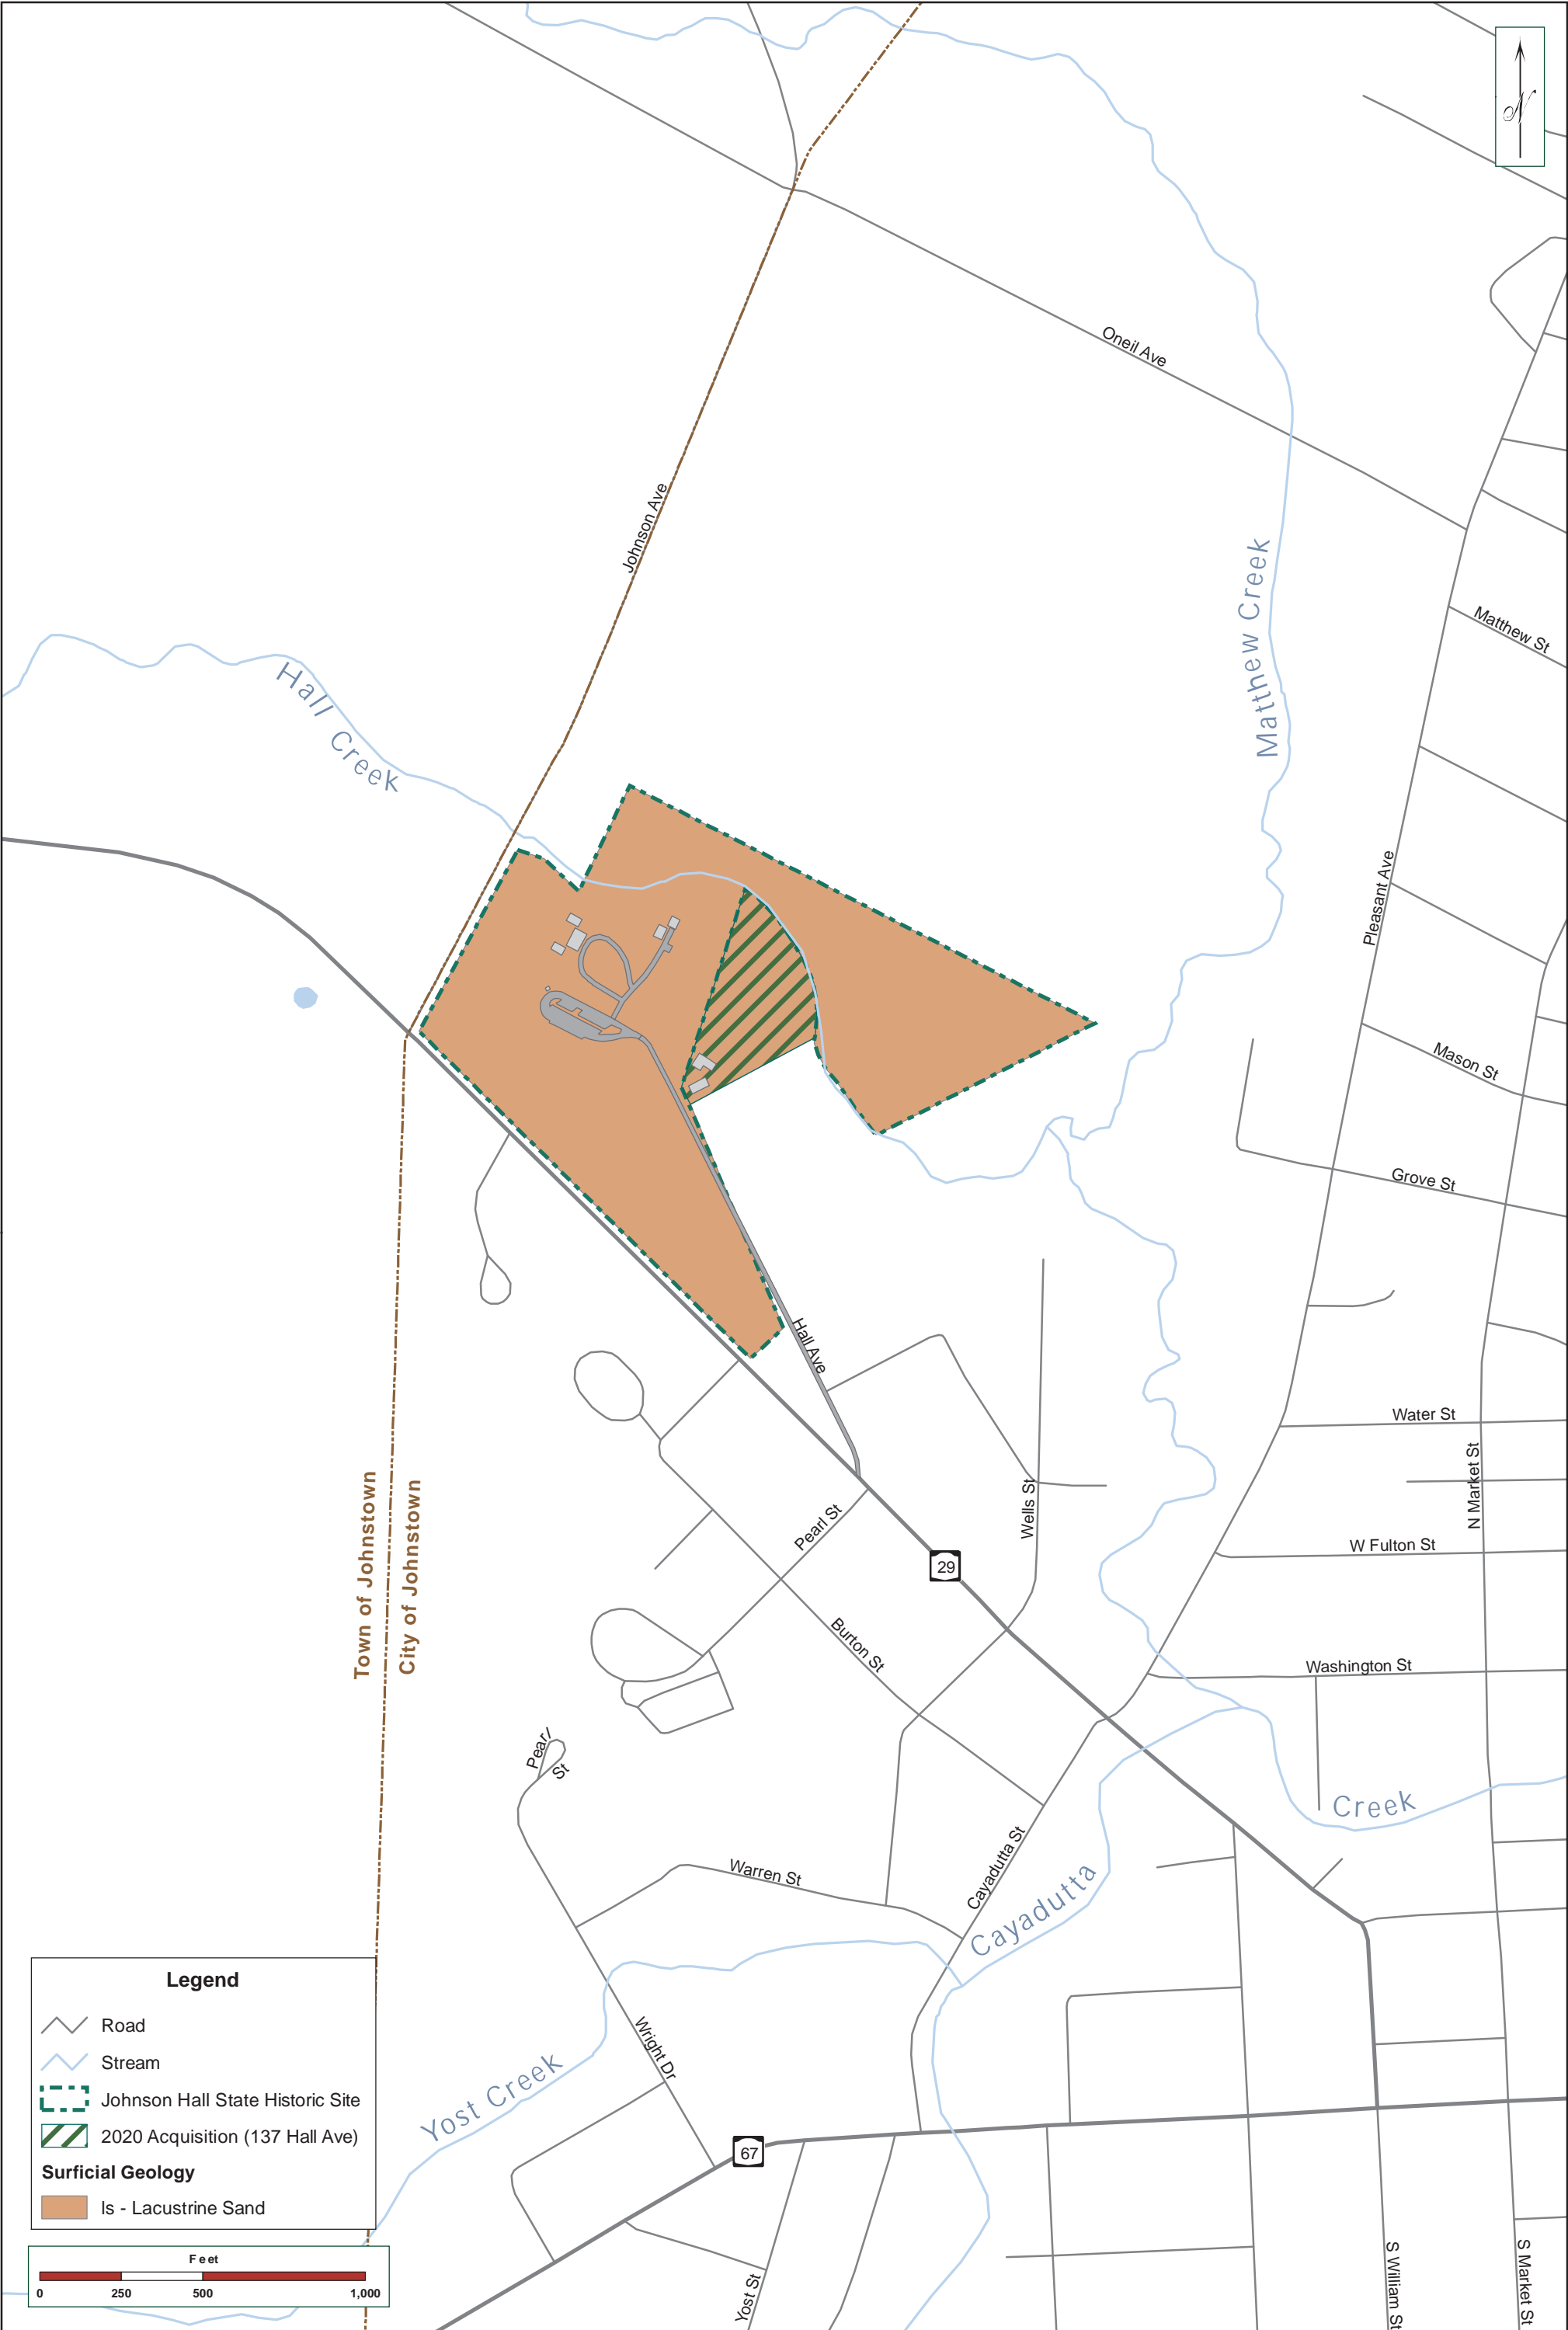 N
Oneil Ave
Johnson Ave
Matthew Creek
Matthew St
Hall Creek
Pleasant Ave
Mason St
Grove St
Hall Ave
Water St
N Market St
Wells St
Pearl St
W Fulton St
29
Town of Johnstown
City of Johnstown
Burton St
Washington St
Pearl
St
Creek
Warren St
Cayadutta St
Cayadutta
Wright Dr
Yost Creek
67
Yost St
S William St
S Market St
Legend
Road
Stream
Johnson Hall State Historic Site
2020 Acquisition (137 Hall Ave)
Surficial Geology
ls - Lacustrine Sand
Feet
0 250 500 1,000